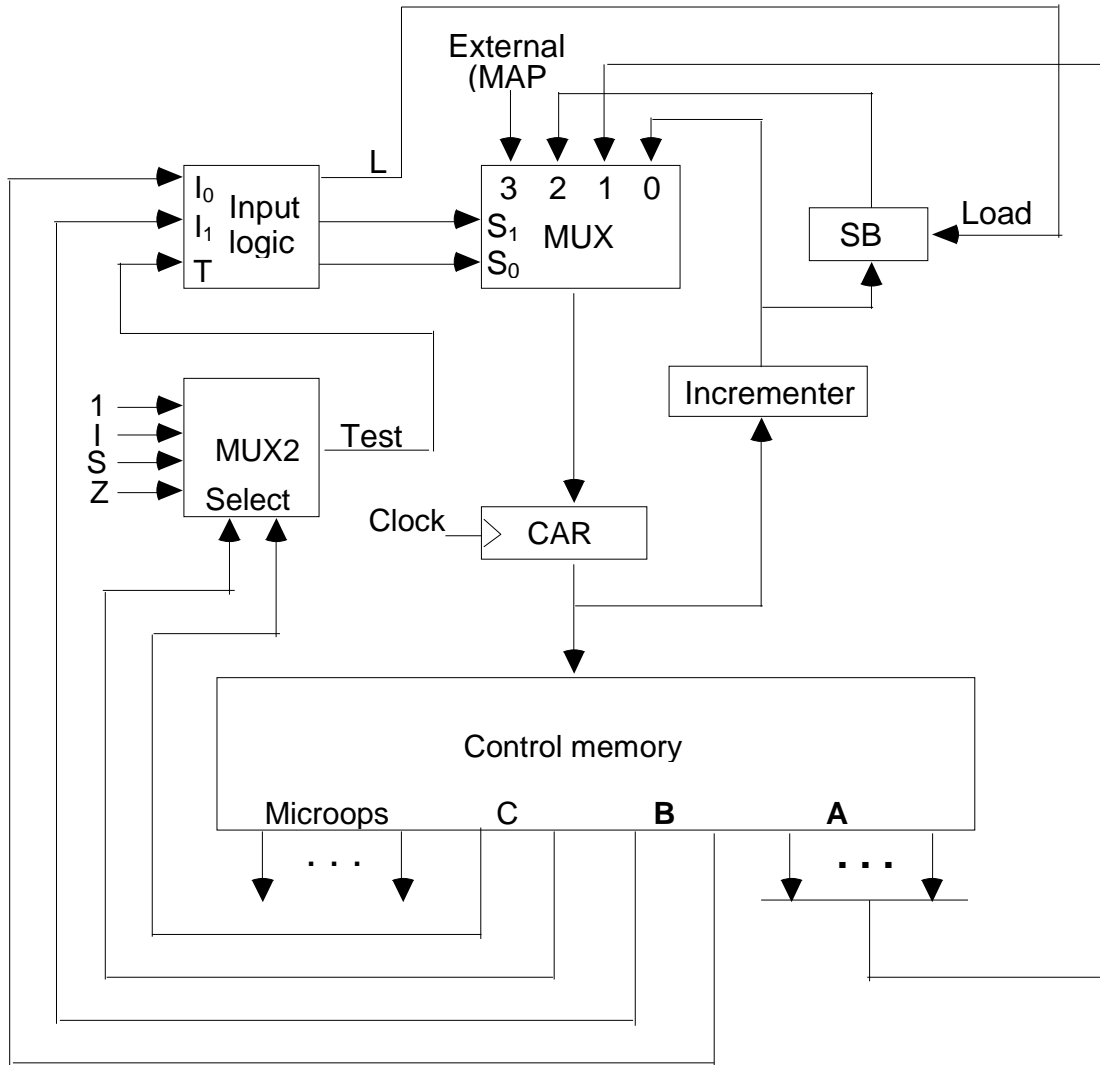 External
(MAP
L
I0
I1
T
Input
logic
3 2 1 0
S1
S0
MUX
SB
Load
Incrementer
1
I
S
Z
MUX2
Select
Test
Clock
CAR
Control memory
Microops C B A
. . . . . .